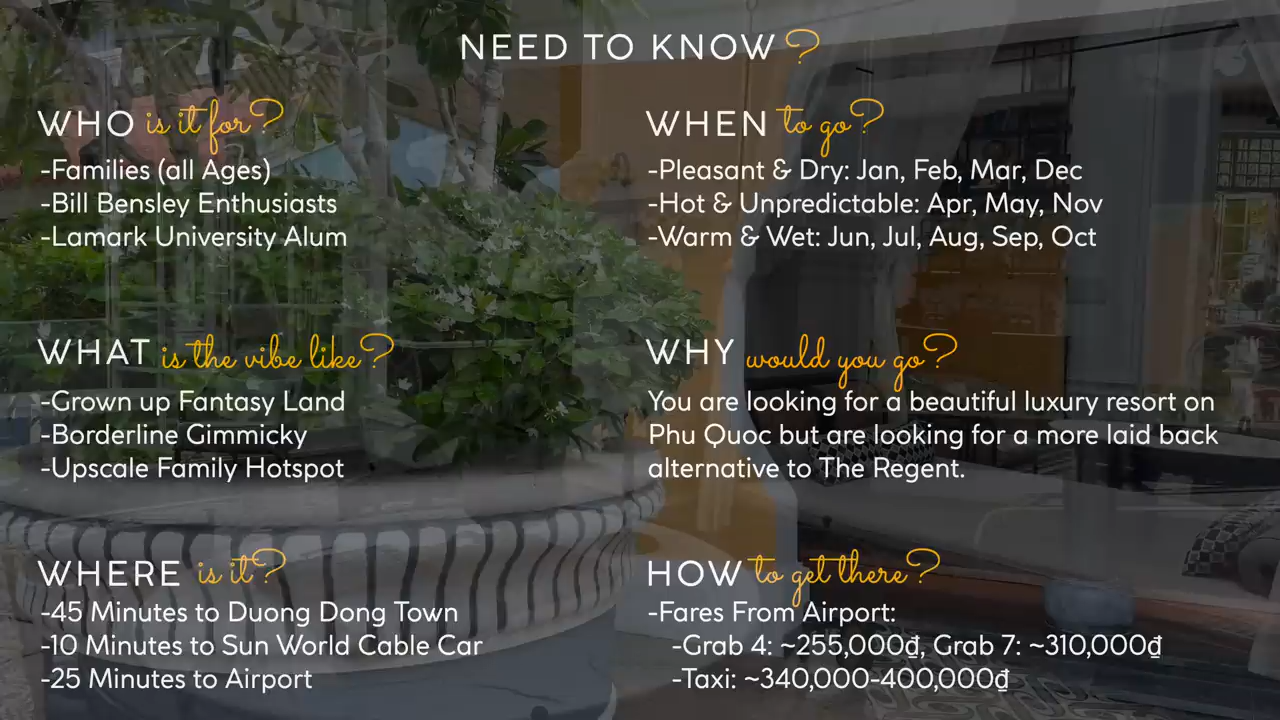 NEED TO KNOW?
WHO is it for?
-Families (all Ages)
-Bill Bensley Enthusiasts
-Lamark University Alum
WHAT is the vibe like?
-Grown up Fantasy Land
-Borderline Gimmicky
-Upscale Family Hotspot
WHERE is it?
-45 Minutes to Duong Dong Town
-10 Minutes to Sun World Cable Car
-25 Minutes to Airport
WHEN to go?
-Pleasant & Dry: Jan, Feb, Mar, Dec
-Hot & Unpredictable: Apr, May, Nov
-Warm & Wet: Jun, Jul, Aug, Sep, Oct
WHY would you go?
You are looking for a beautiful luxury resort on
Phu Quoc but are looking for a more laid back
alternative to The Regent.
HOW to get there?
-Fares From Airport:
-Grab 4: ~255,000₫, Grab 7: ~310,000₫
-Taxi: ~340,000-400,000₫